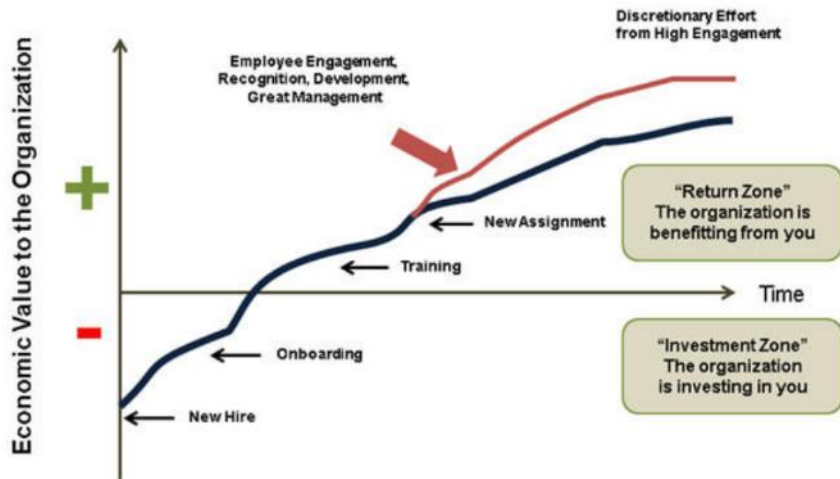 Discretionary Effort
from High Engagement
Employee Engagement,
Recognition, Development,
Great Management
Economic Value to the Organization
+
“Return Zone”
The organization is
benefitting from you
New Assignment
Training
Time
-
Onboarding
“Investment Zone”
The organization
is investing in you
New Hire